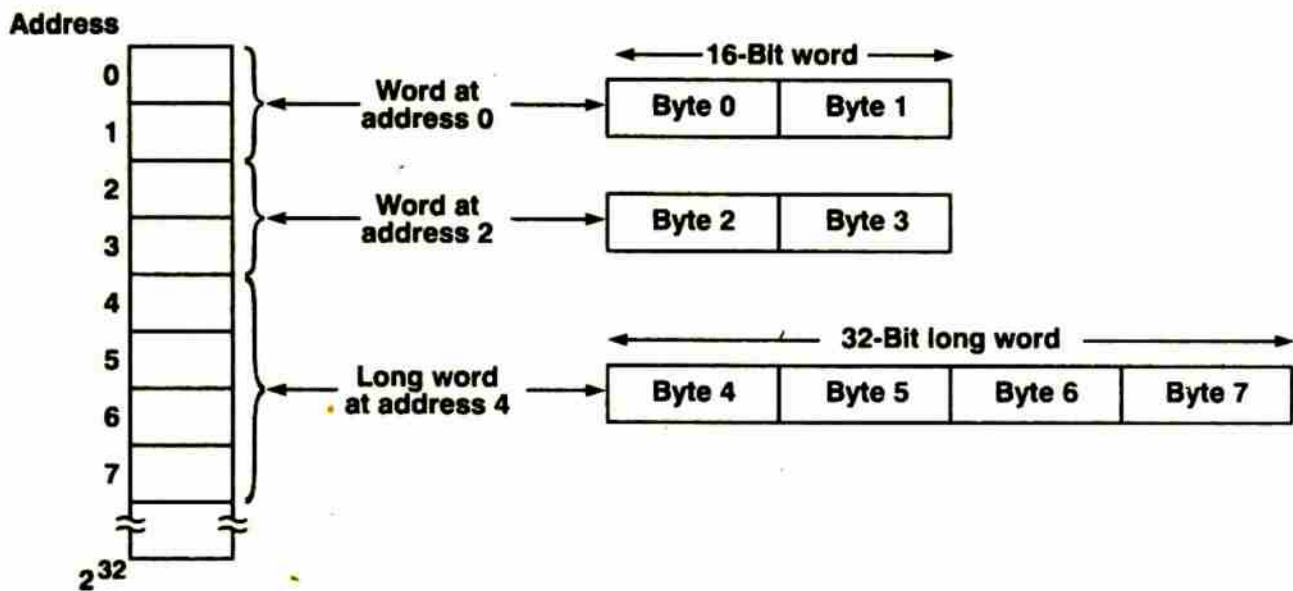 Address
0
1
2
3
4
5
6
7
2^32
Word at
address 0
Word at
address 2
Long word
at address 4
16-Bit word
Byte 0 Byte 1
Byte 2 Byte 3
32-Bit long word
Byte 4 Byte 5 Byte 6 Byte 7